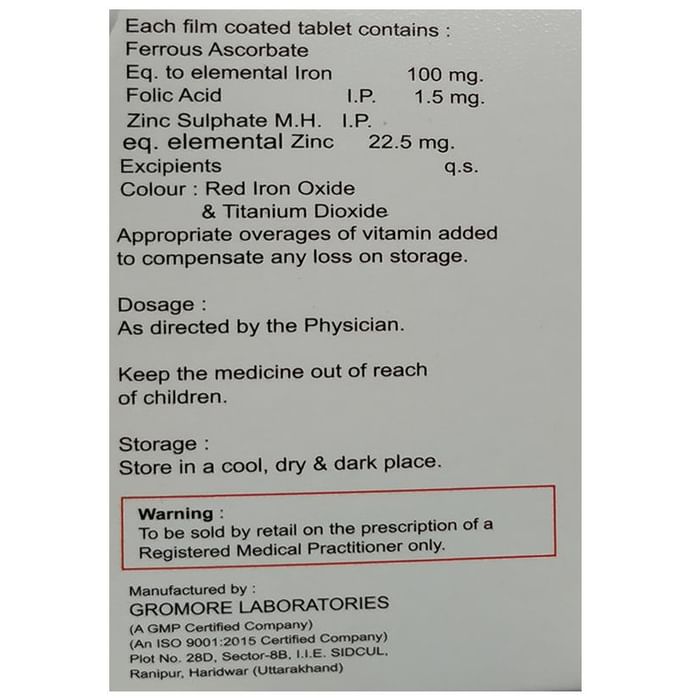 Each film coated tablet contains :
Ferrous Ascorbate
Eq. to elemental Iron 100 mg.
Folic Acid I.P. 1.5 mg.
Zinc Sulphate M.H. I.P.
eq. elemental Zinc 22.5 mg.
Excipients q.s.
Colour : Red Iron Oxide
& Titanium Dioxide
Appropriate overages of vitamin added
to compensate any loss on storage.
Dosage :
As directed by the Physician.
Keep the medicine out of reach
of children.
Storage :
Store in a cool, dry & dark place.
Warning :
To be sold by retail on the prescription of a
Registered Medical Practitioner only.
Manufactured by :
GROMORE LABORATORIES
(A GMP Certified Company)
(An ISO 9001:2015 Certified Company)
Plot No. 28D, Sector-8B, I.I.E. SIDCUL,
Ranipur, Haridwar (Uttarakhand)